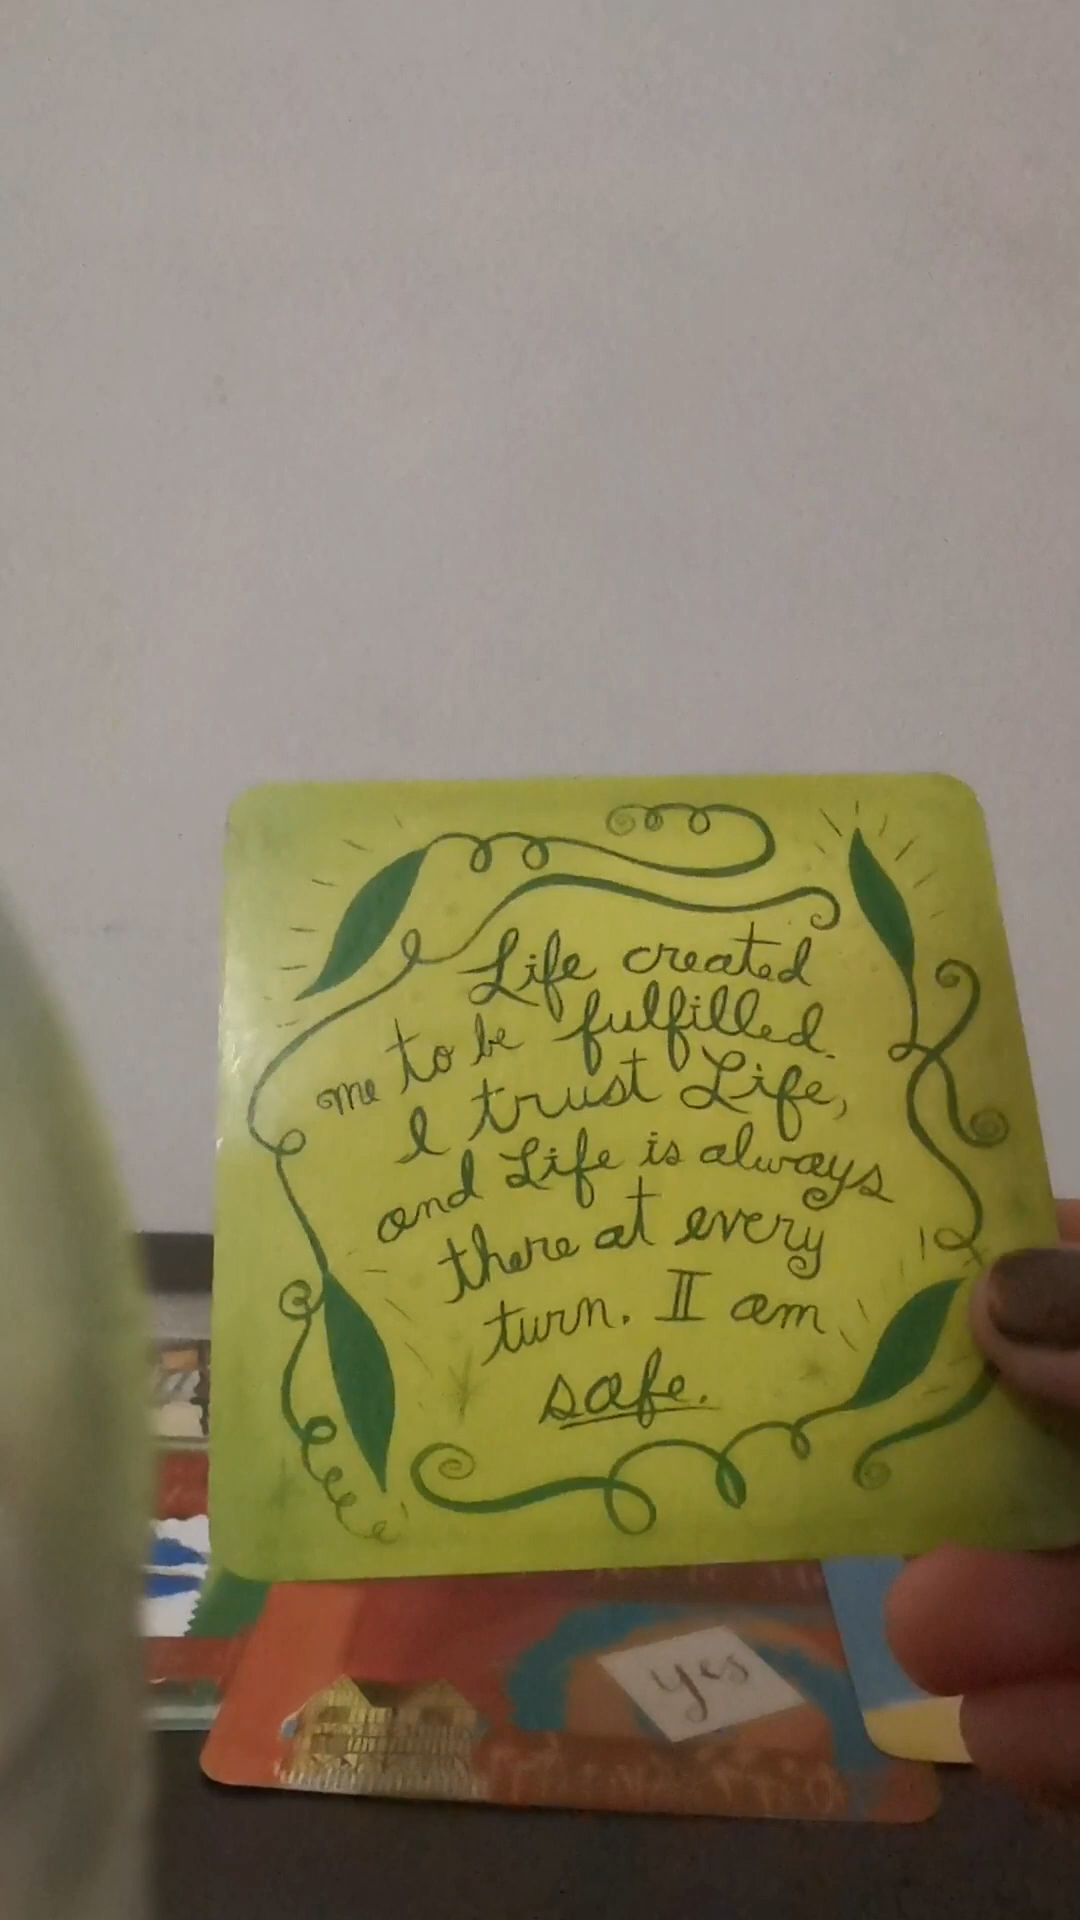 Life created
me to be fulfilled.
I trust Life,
and Life is always
there at every
turn. II am
safe.
yes